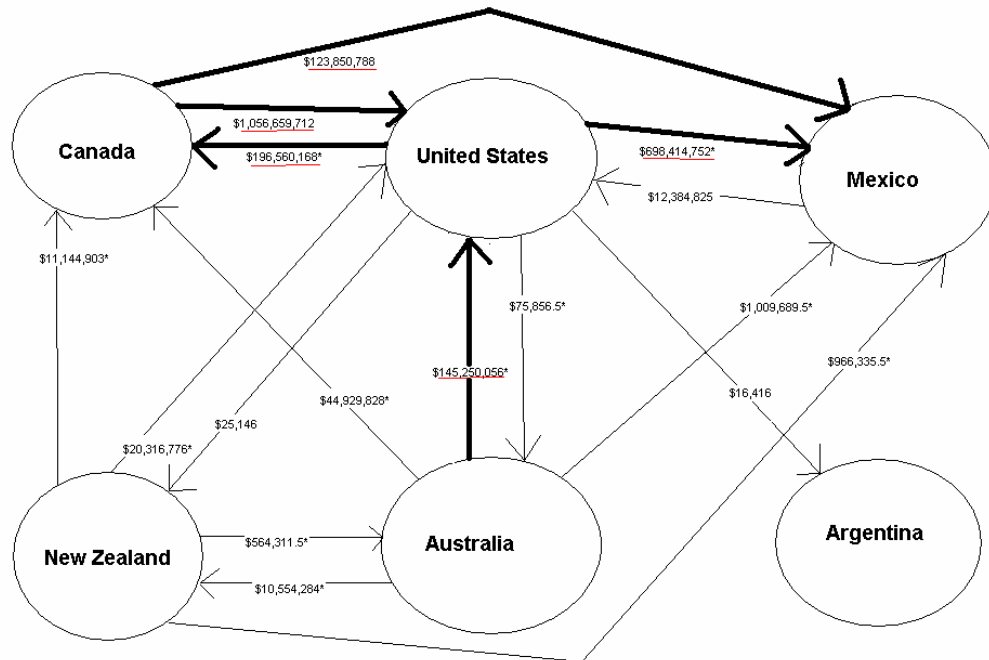 $123,850,788
$1,056,659,712
Canada
United States
$196,560,168*
$698,414,752*
Mexico
$12,384,825
$11,144,903*
$75,856.5*
$1,009,689.5*
$966,335.5*
$145,250,056*
$16,416
$44,929,828*
$25,146
$20,316,776*
Argentina
$564,311.5*
Australia
New Zealand
$10,554,284*